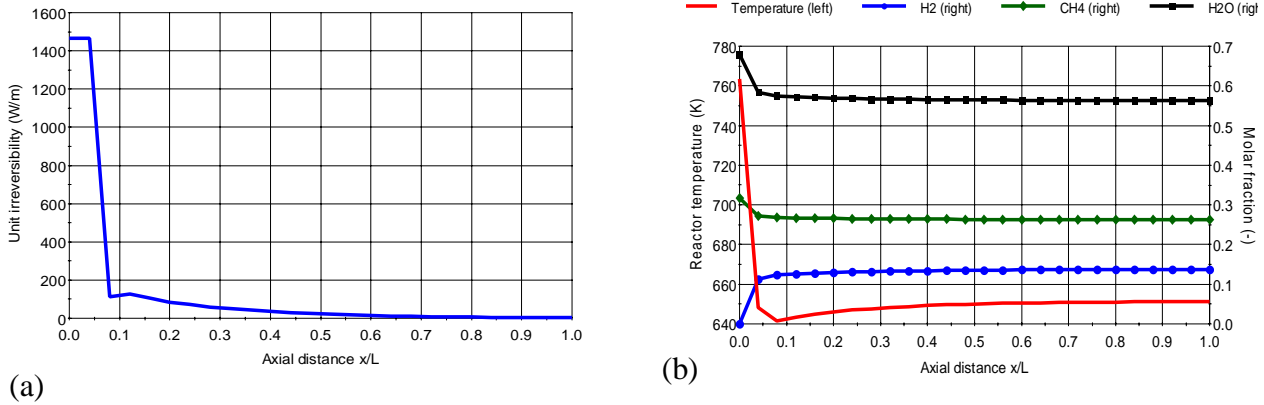 1600
1400
1200
1000
800
600
400
200
0
Unit irreversibility (W/m)
0.0 0.1 0.2 0.3 0.4 0.5 0.6 0.7 0.8 0.9 1.0
Axial distance x/L
(a)
Temperature (left) H2 (right) CH4 (right) H2O (righ
780
760
740
720
700
680
660
640
Reactor temperature (K)
0.7
0.6
0.5
0.4
0.3
0.2
0.1
0.0
Molar fraction (-)
0.0 0.1 0.2 0.3 0.4 0.5 0.6 0.7 0.8 0.9 1.0
Axial distance x/L
(b)